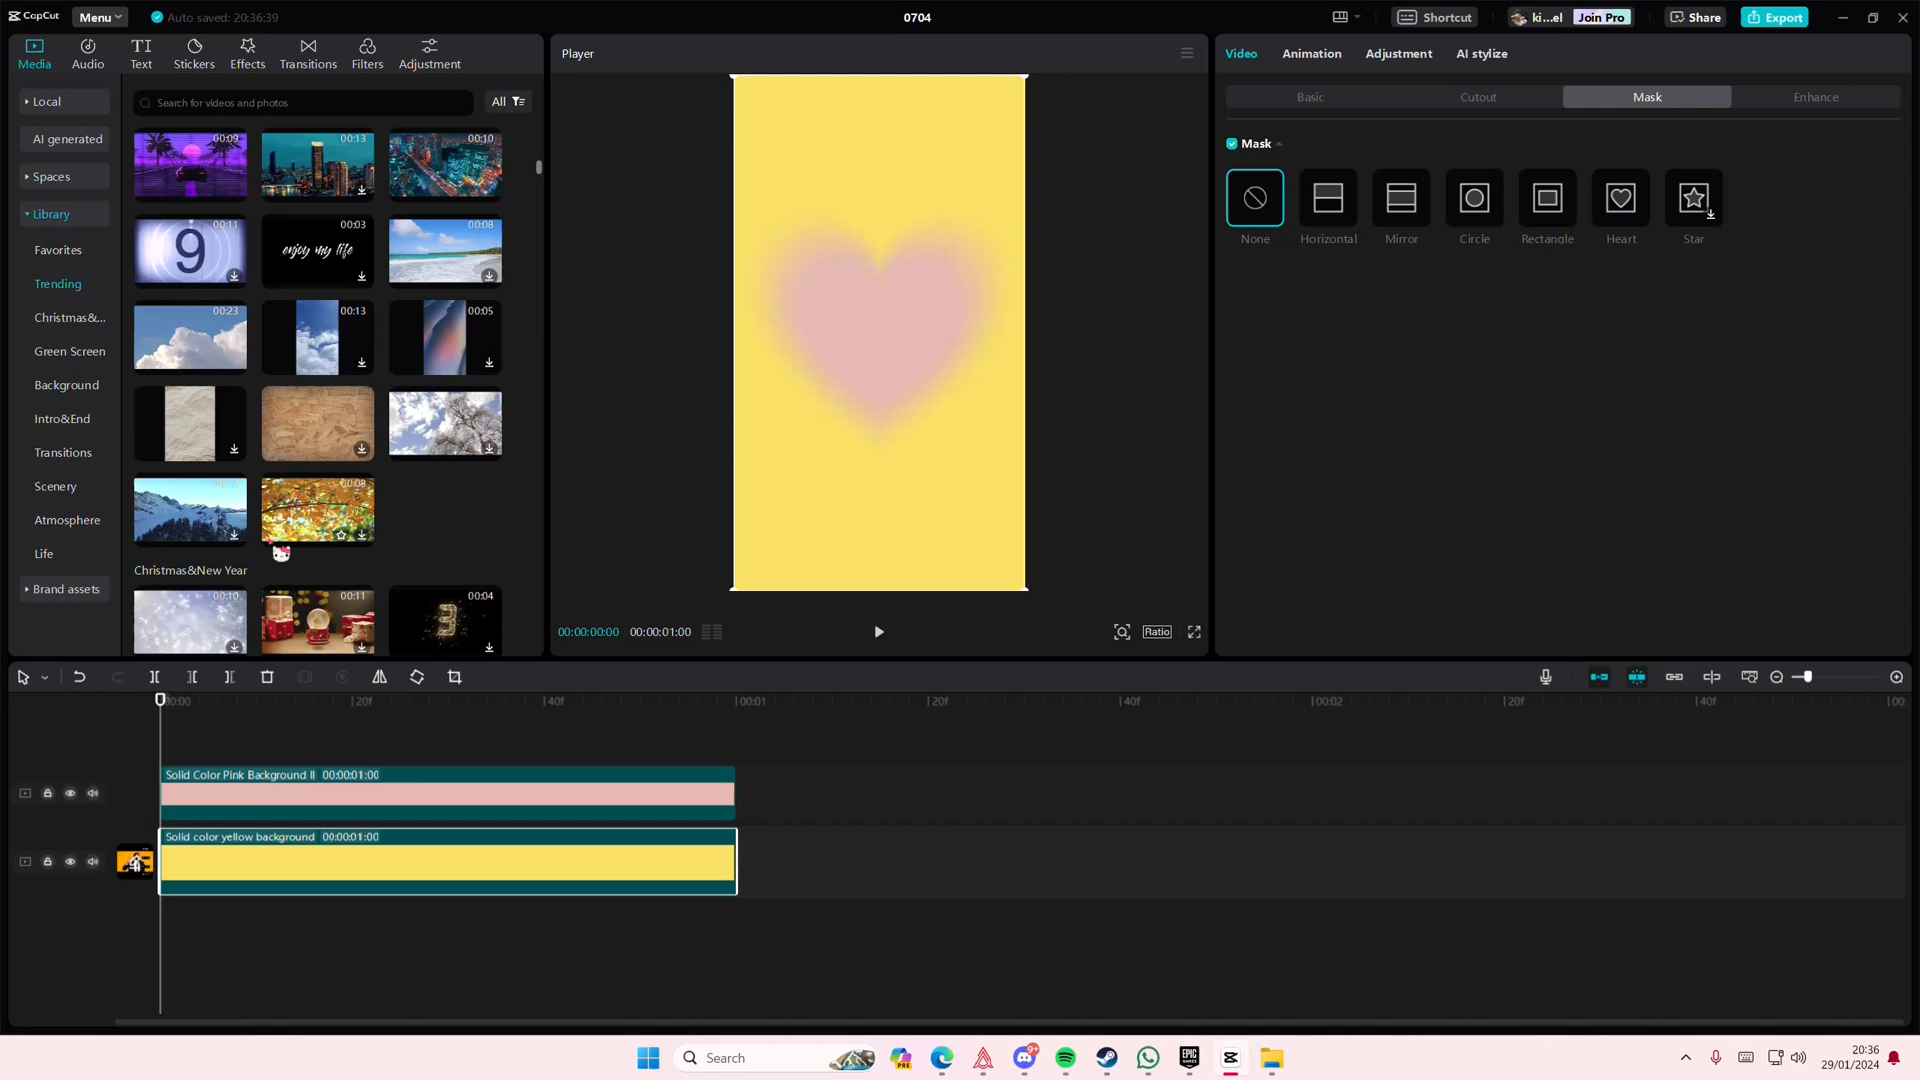 CapCut
Menu
Auto saved: 20:36:39
0704
Shortcut
ki...el
Join Pro
Share
Export
Media
Audio
Text
Stickers
Effects
Transitions
Filters
Adjustment
Player
Video
Animation
Adjustment
AI stylize
Local
AI generated
Spaces
Library
Favorites
Trending
Christmas&...
Green Screen
Background
Intro&End
Transitions
Scenery
Atmosphere
Life
Brand assets
Search for videos and photos
All
00:09
00:13
00:10
00:11
9
00:03
enjoy my life
00:08
00:23
00:13
00:05
00:08
Christmas&New Year
00:10
00:11
00:04
3
00:00:00:00
00:00:01:00
Ratio
Basic
Cutout
Mask
Enhance
Mask
None
Horizontal
Mirror
Circle
Rectangle
Heart
Star
00:00
20f
40f
00:01
20f
40f
00:02
20f
40f
00:
Solid Color Pink Background II 00:00:01:00
Solid color yellow background 00:00:01:00
Search
PRE
9+
EPIC
GAMES
20:36
29/01/2024